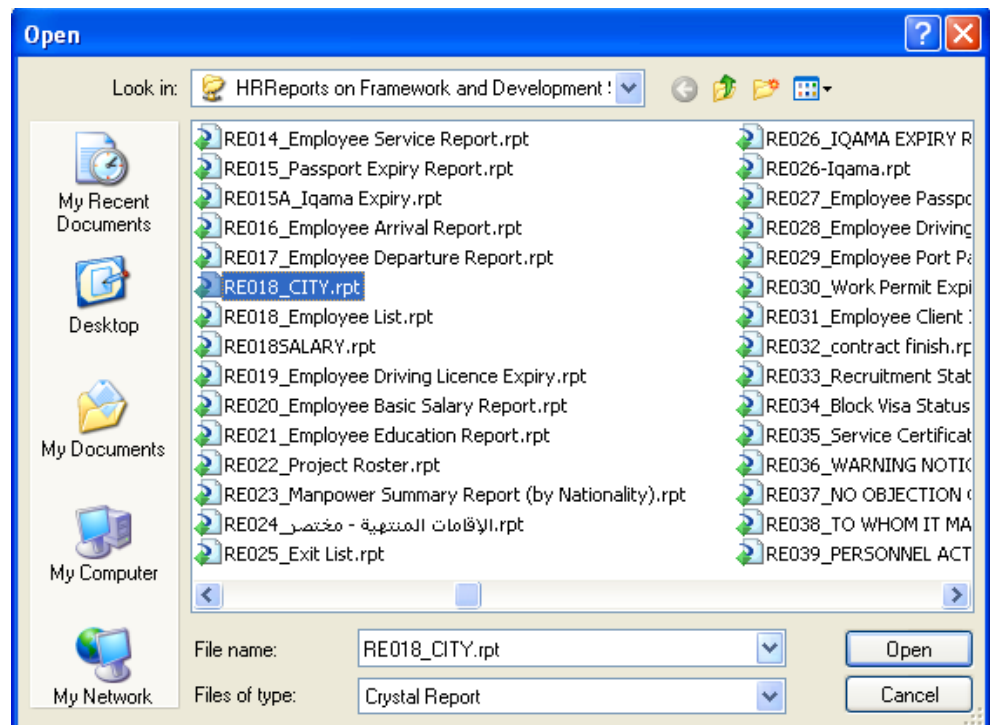 Open
Look in:
HRReports on Framework and Development
My Recent
Documents
Desktop
My Documents
My Computer
My Network
RE014_Employee Service Report.rpt
RE015_Passport Expiry Report.rpt
RE015A_Iqama Expiry.rpt
RE016_Employee Arrival Report.rpt
RE017_Employee Departure Report.rpt
RE018_CITY.rpt
RE018_Employee List.rpt
RE018SALARY.rpt
RE019_Employee Driving Licence Expiry.rpt
RE020_Employee Basic Salary Report.rpt
RE021_Employee Education Report.rpt
RE022_Project Roster.rpt
RE023_Manpower Summary Report (by Nationality).rpt
RE024_الإقامات المنتهية - مختصر.rpt
RE025_Exit List.rpt
RE026_IQAMA EXPIRY R
RE026-Iqama.rpt
RE027_Employee Passpo
RE028_Employee Driving
RE029_Employee Port Pa
RE030_Work Permit Expi
RE031_Employee Client
RE032_contract finish.rp
RE033_Recruitment Stat
RE034_Block Visa Status
RE035_Service Certificat
RE036_WARNING NOTIC
RE037_NO OBJECTION
RE038_TO WHOM IT MA
RE039_PERSONNEL ACT
File name:
RE018_CITY.rpt
Open
Files of type:
Crystal Report
Cancel